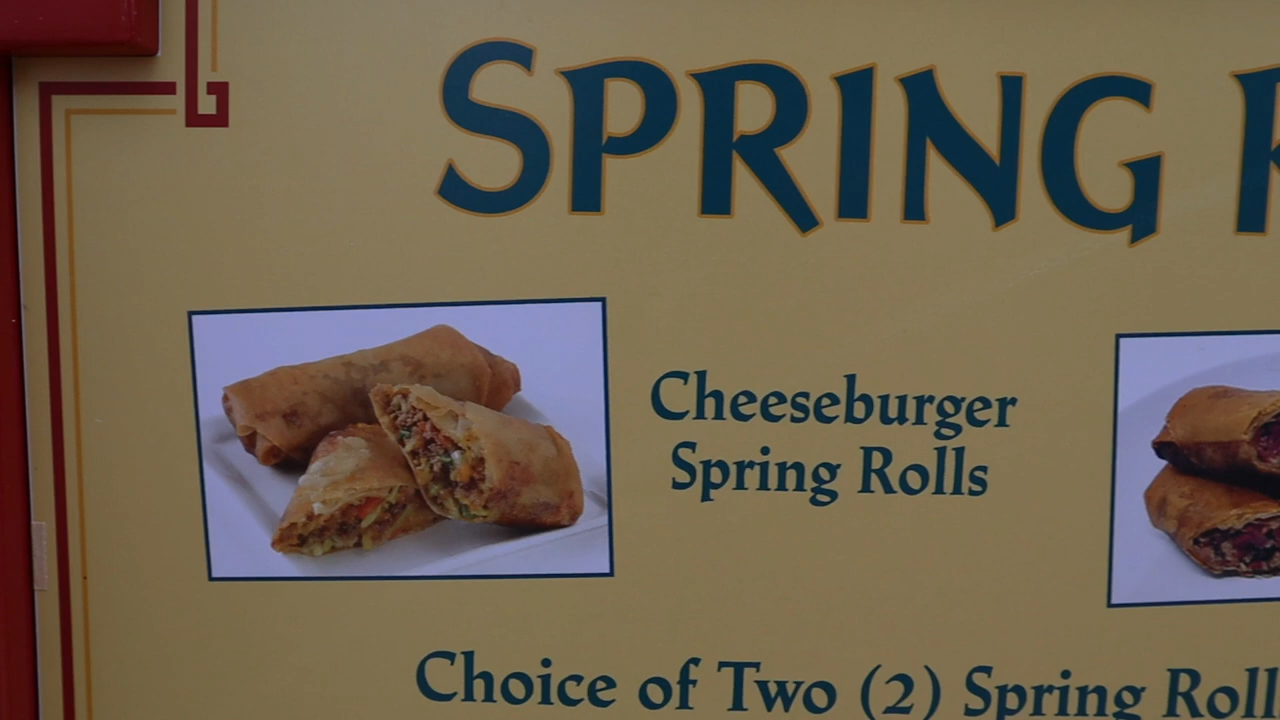 SPRING
Cheeseburger
Spring Rolls
Choice of Two (2) Spring Roll